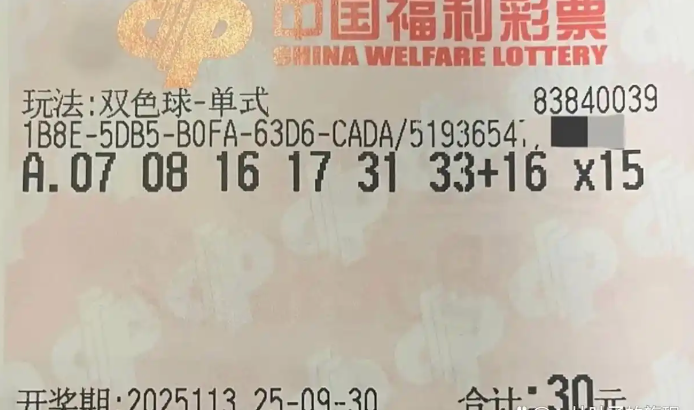 中国福利彩票
CHINA WELFARE LOTTERY
玩法:双色球-单式 83840039
1B8E-5DB5-B0FA-63D6-CADA/5193654
A.07 08 16 17 31 33+16 x15
开奖期:2025113 25-09-30 合计:30元